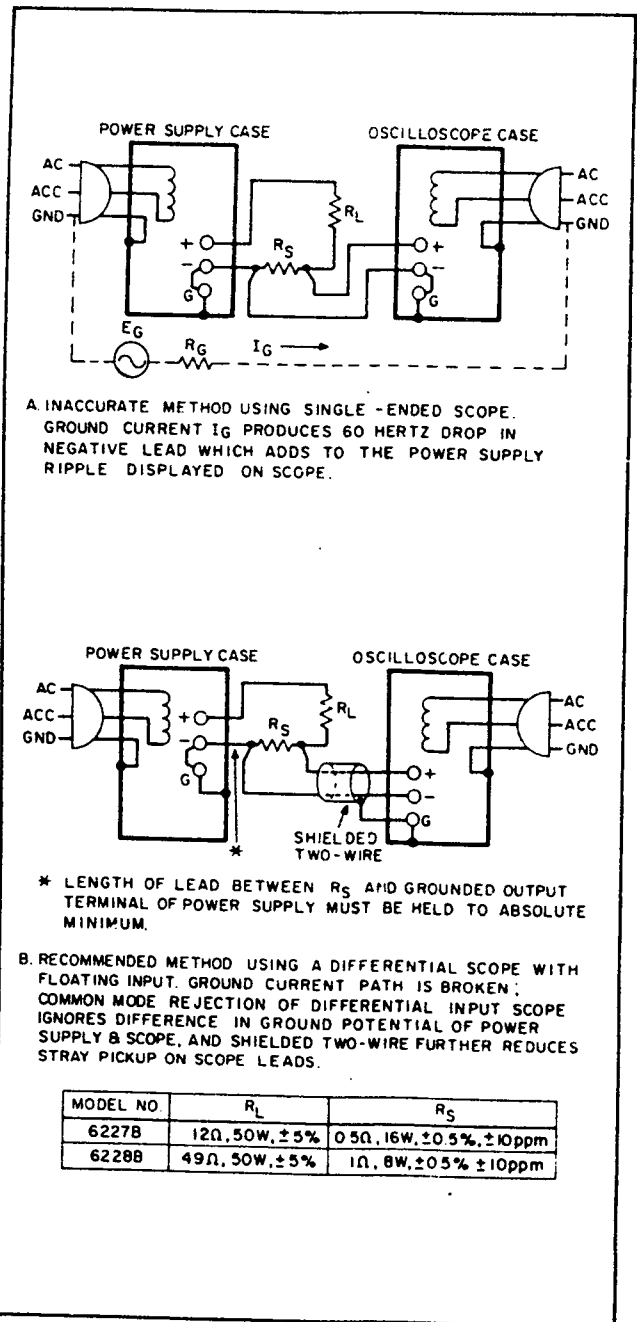 POWER SUPPLY CASE
OSCILLOSCOPE CASE
AC
ACC
GND
+
-
G
RS
RL
+
-
G
AC
ACC
GND
EG
RG
IG
A. INACCURATE METHOD USING SINGLE-ENDED SCOPE.
GROUND CURRENT IG PRODUCES 60 HERTZ DROP IN
NEGATIVE LEAD WHICH ADDS TO THE POWER SUPPLY
RIPPLE DISPLAYED ON SCOPE.
POWER SUPPLY CASE
OSCILLOSCOPE CASE
AC
ACC
GND
+
-
G
RS
RL
+
-
G
AC
ACC
GND
SHIELDED
TWO-WIRE
*
* LENGTH OF LEAD BETWEEN RS AND GROUNDED OUTPUT
TERMINAL OF POWER SUPPLY MUST BE HELD TO ABSOLUTE
MINIMUM.
B. RECOMMENDED METHOD USING A DIFFERENTIAL SCOPE WITH
FLOATING INPUT. GROUND CURRENT PATH IS BROKEN;
COMMON MODE REJECTION OF DIFFERENTIAL INPUT SCOPE
IGNORES DIFFERENCE IN GROUND POTENTIAL OF POWER
SUPPLY & SCOPE, AND SHIELDED TWO-WIRE FURTHER REDUCES
STRAY PICKUP ON SCOPE LEADS.
MODEL NO. RL RS
6227B 12Ω, 50W, ±5% 0.5Ω, 16W, ±0.5%, ±10ppm
6228B 49Ω, 50W, ±5% 1Ω, 8W, ±0.5% ±10ppm